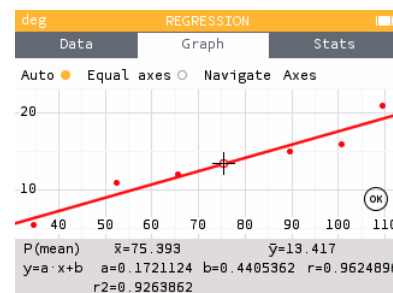 deg REGRESSION
Data Graph Stats
Auto Equal axes Navigate Axes
20
10
40 50 60 70 80 90 100 110
OK
P(mean) x̄=75.393 ȳ=13.417
y=a·x+b a=0.1721124 b=0.4405362 r=0.9624896
r2=0.9263862